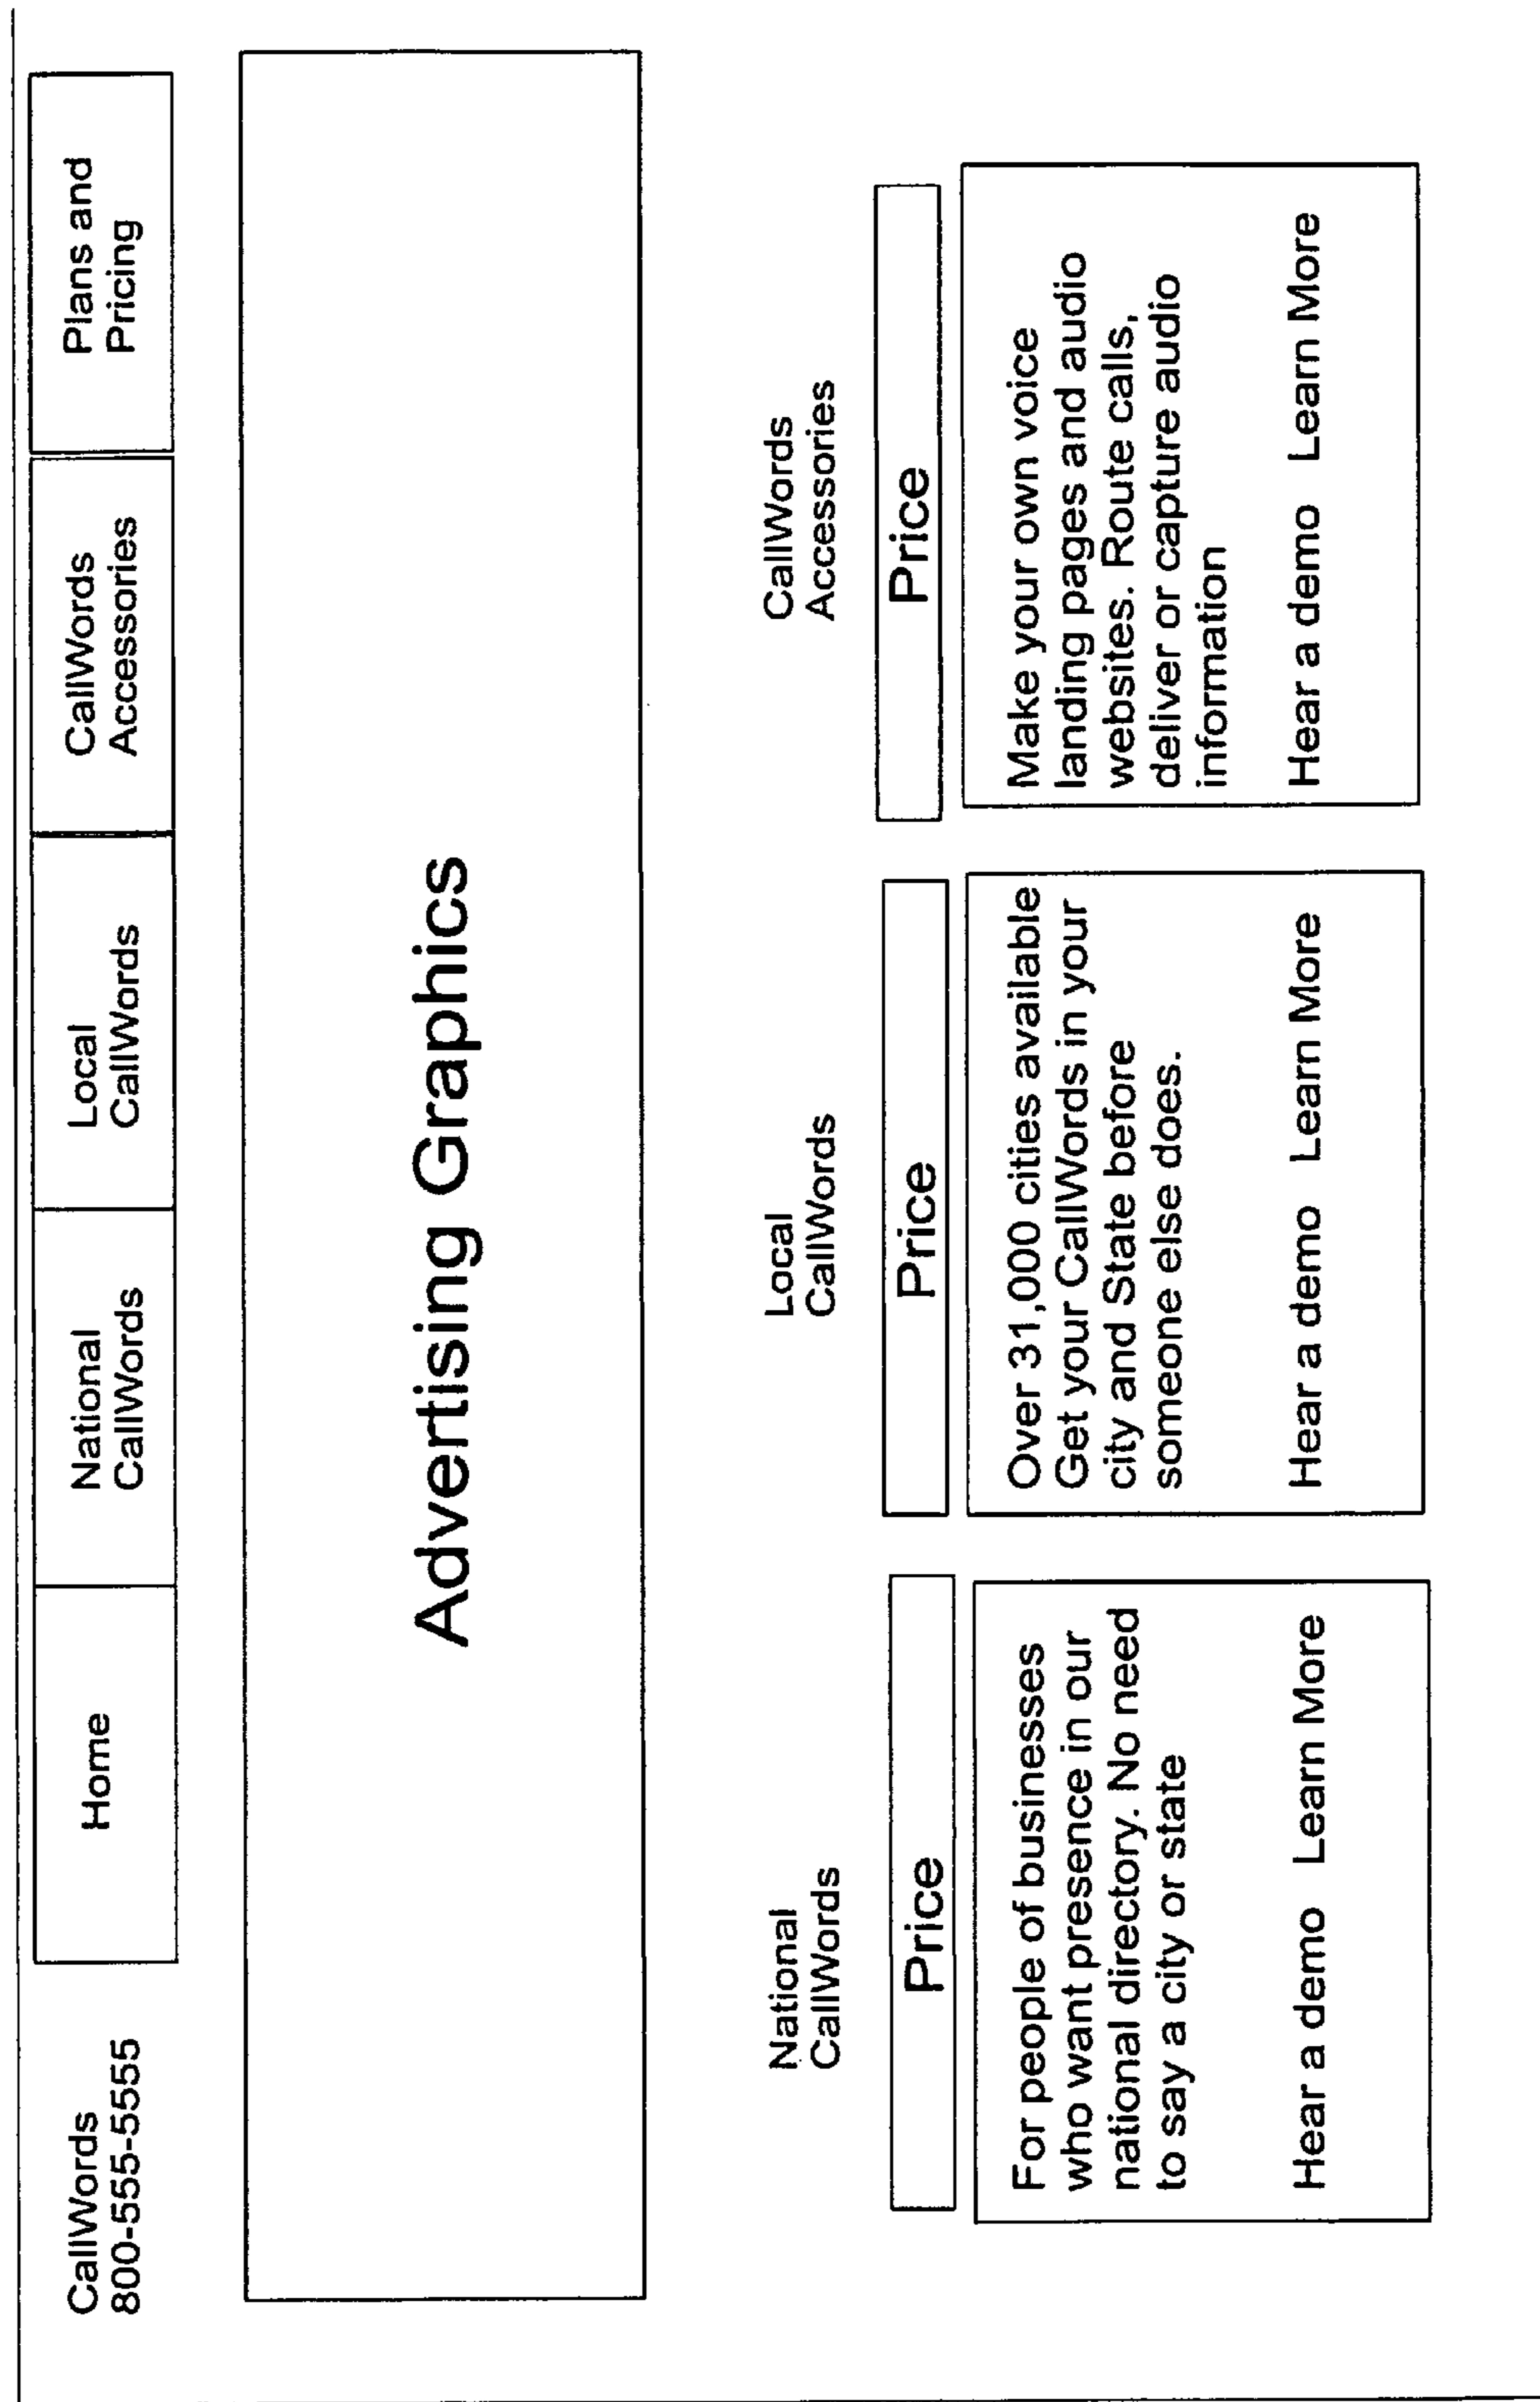 CallWords
800-555-5555
Home
National
CallWords
Local
CallWords
CallWords
Accessories
Plans and
Pricing
Advertising Graphics
National
CallWords
Price
For people of businesses
who want presence in our
national directory. No need
to say a city or state
Hear a demo Learn More
Local
CallWords
Price
Over 31,000 cities available
Get your CallWords in your
city and State before
someone else does.
Hear a demo Learn More
CallWords
Accessories
Price
Make your own voice
landing pages and audio
websites. Route calls,
deliver or capture audio
information
Hear a demo Learn More